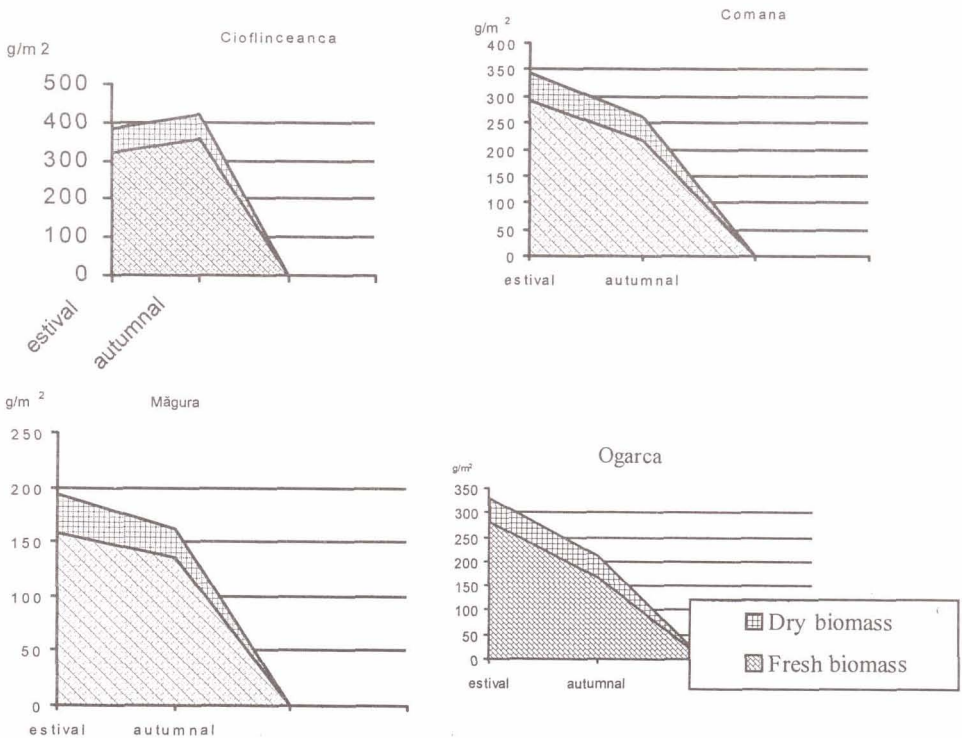 Cioflinceanca
g/m 2
500
400
300
200
100
0
estival
autumnal
Comana
g/m 2
400
350
300
250
200
150
100
50
0
estival autumnal
g/m 2
Măgura
250
200
150
100
50
0
estival autumnal
Ogarca
g/m²
350
300
250
200
150
100
50
0
estival autumnal
Dry biomass
Fresh biomass